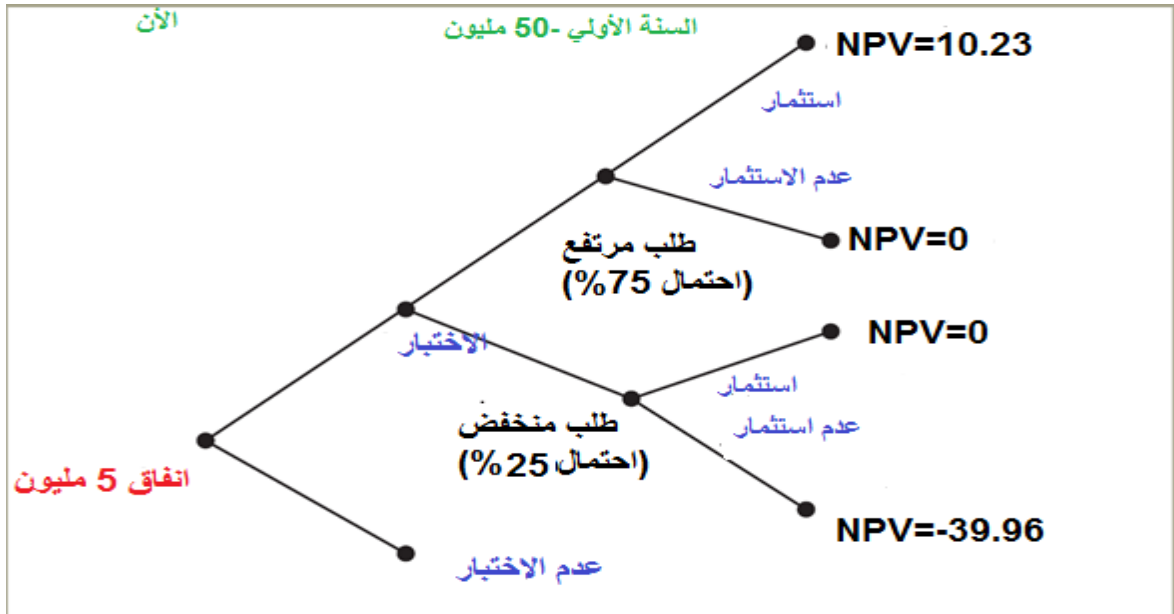 الأن
السنة الأولي -50 مليون
NPV=10.23
استثمار
عدم الاستثمار
NPV=0
طلب مرتفع
(احتمال 75%)
NPV=0
الاختبار
استثمار
عدم استثمار
طلب منخفض
(احتمال 25%)
انفاق 5 مليون
NPV=-39.96
عدم الاختبار